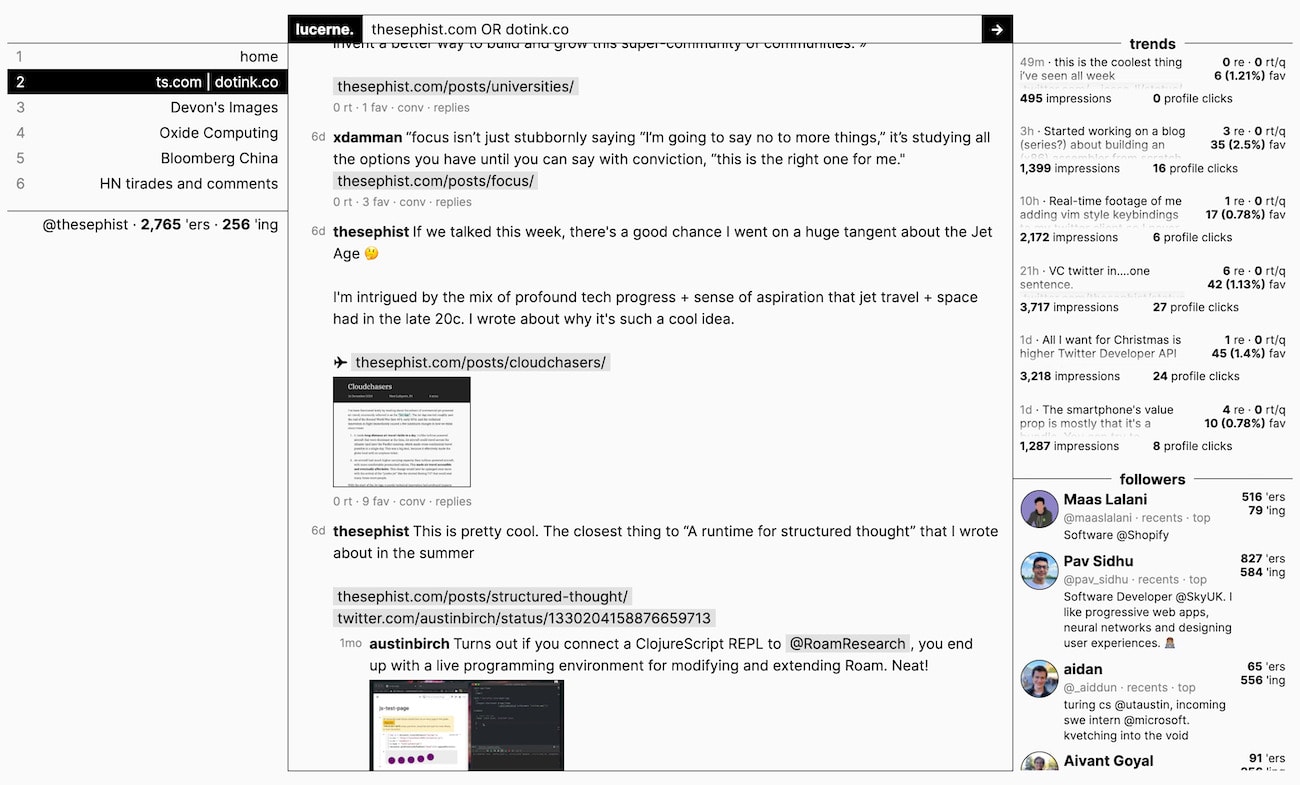 lucerne.
thesephist.com OR dotink.co
1 home
2 ts.com | dotink.co
3 Devon's Images
4 Oxide Computing
5 Bloomberg China
6 HN tirades and comments
@thesephist · 2,765 'ers · 256 'ing
invent a better way to build and grow this super-community of communities. »
thesephist.com/posts/universities/
0 rt · 1 fav · conv · replies
6d xdamman “focus isn’t just stubbornly saying “I’m going to say no to more things,” it’s studying all
the options you have until you can say with conviction, “this is the right one for me."
thesephist.com/posts/focus/
0 rt · 3 fav · conv · replies
6d thesephist If we talked this week, there's a good chance I went on a huge tangent about the Jet
Age 🤔
I'm intrigued by the mix of profound tech progress + sense of aspiration that jet travel + space
had in the late 20c. I wrote about why it's such a cool idea.
✈ thesephist.com/posts/cloudchasers/
Cloudchasers
0 rt · 9 fav · conv · replies
6d thesephist This is pretty cool. The closest thing to “A runtime for structured thought” that I wrote
about in the summer
thesephist.com/posts/structured-thought/
twitter.com/austinbirch/status/1330204158876659713
1mo austinbirch Turns out if you connect a ClojureScript REPL to @RoamResearch, you end
up with a live programming environment for modifying and extending Roam. Neat!
js-test-page
trends
49m · this is the coolest thing
i’ve seen all week
0 re · 0 rt/q
6 (1.21%) fav
495 impressions 0 profile clicks
3h · Started working on a blog
(series?) about building an
3 re · 0 rt/q
35 (2.5%) fav
1,399 impressions 16 profile clicks
10h · Real-time footage of me
adding vim style keybindings
1 re · 0 rt/q
17 (0.78%) fav
2,172 impressions 6 profile clicks
21h · VC twitter in....one
sentence.
6 re · 0 rt/q
42 (1.13%) fav
3,717 impressions 27 profile clicks
1d · All I want for Christmas is
higher Twitter Developer API
1 re · 0 rt/q
45 (1.4%) fav
3,218 impressions 24 profile clicks
1d · The smartphone's value
prop is mostly that it's a
4 re · 0 rt/q
10 (0.78%) fav
1,287 impressions 8 profile clicks
followers
Maas Lalani
516 'ers
79 'ing
@maaslalani · recents · top
Software @Shopify
Pav Sidhu
827 'ers
584 'ing
@pav_sidhu · recents · top
Software Developer @SkyUK. I
like progressive web apps,
neural networks and designing
user experiences.
aidan
65 'ers
556 'ing
@_aiddun · recents · top
turing cs @utaustin, incoming
swe intern @microsoft.
kvetching into the void
Aivant Goyal
91 'ers